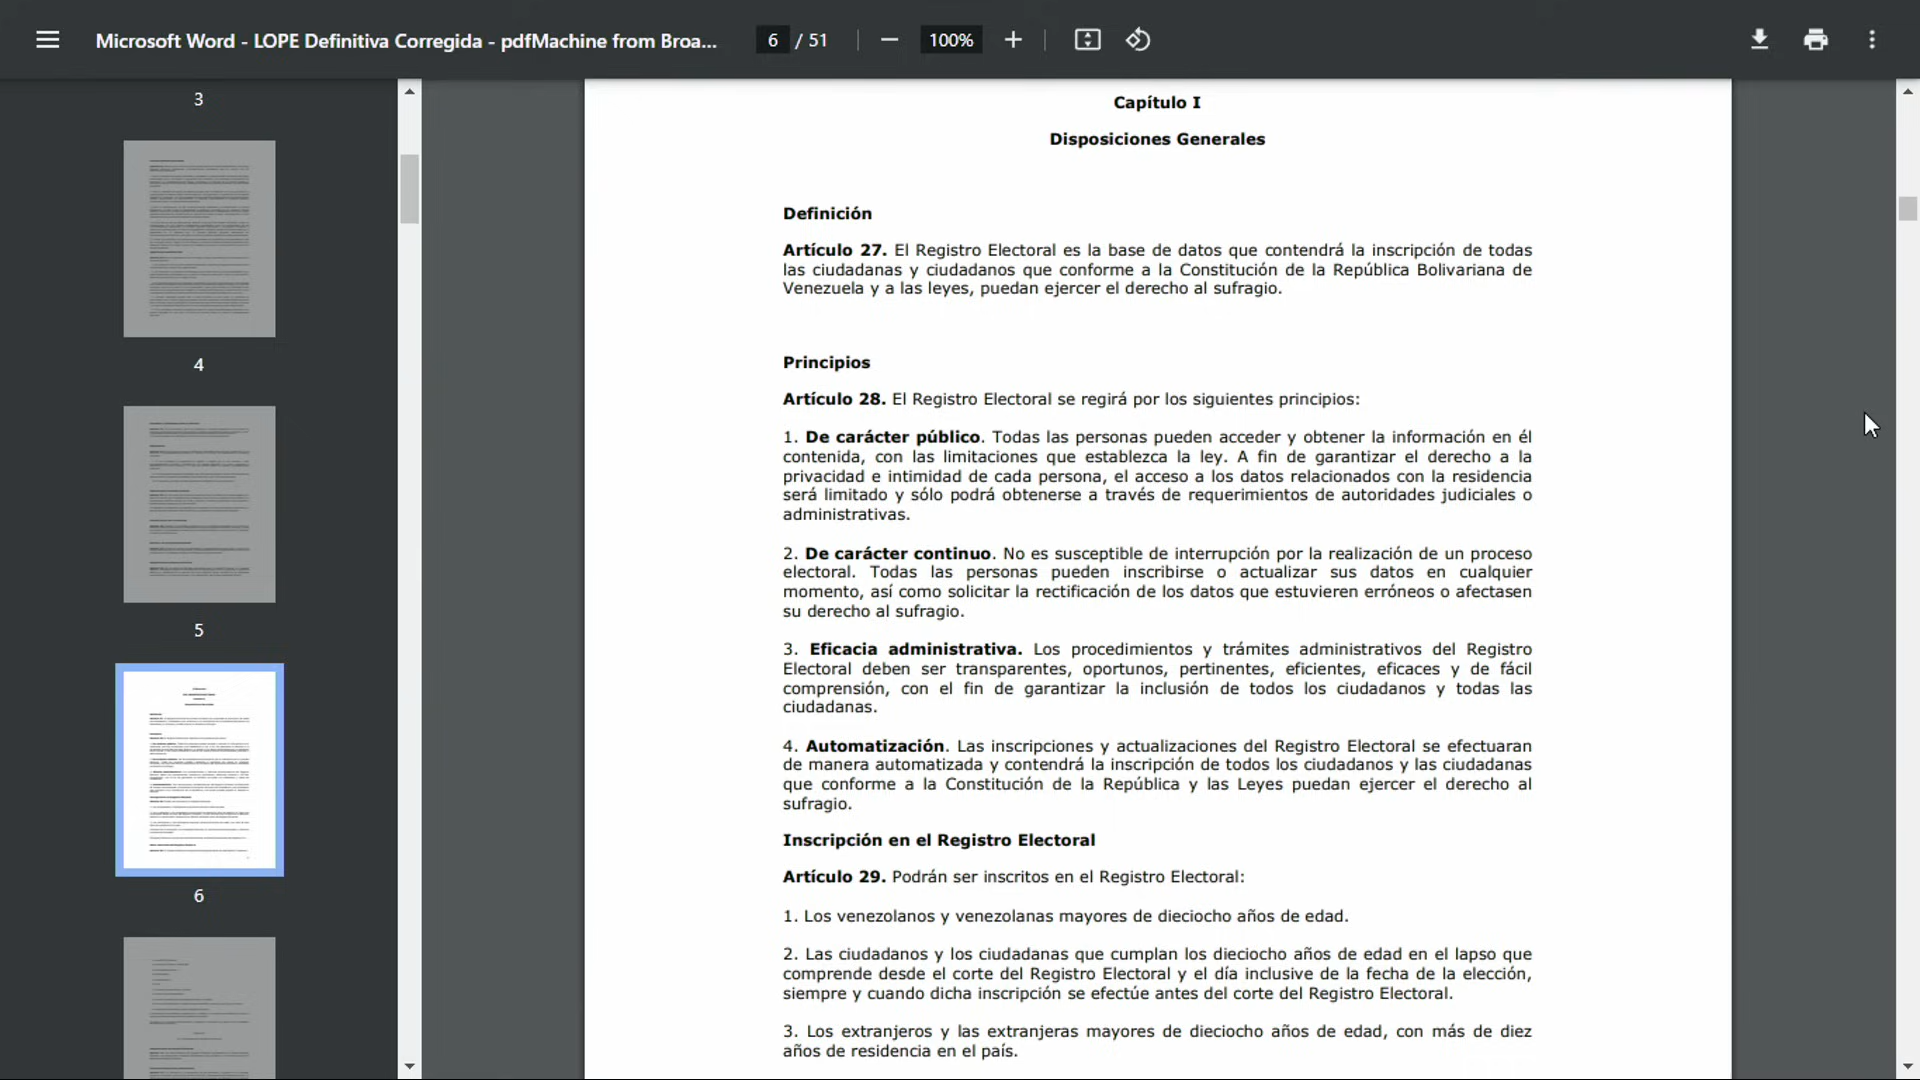 Microsoft Word - LOPE Definitiva Corregida - pdfMachine from Broa...
6 / 51
100%
3
4
5
6
Capítulo I
Disposiciones Generales
Definición
Artículo 27. El Registro Electoral es la base de datos que contendrá la inscripción de todas
las ciudadanas y ciudadanos que conforme a la Constitución de la República Bolivariana de
Venezuela y a las leyes, puedan ejercer el derecho al sufragio.
Principios
Artículo 28. El Registro Electoral se regirá por los siguientes principios:
1. De carácter público. Todas las personas pueden acceder y obtener la información en él
contenida, con las limitaciones que establezca la ley. A fin de garantizar el derecho a la
privacidad e intimidad de cada persona, el acceso a los datos relacionados con la residencia
será limitado y sólo podrá obtenerse a través de requerimientos de autoridades judiciales o
administrativas.
2. De carácter continuo. No es susceptible de interrupción por la realización de un proceso
electoral. Todas las personas pueden inscribirse o actualizar sus datos en cualquier
momento, así como solicitar la rectificación de los datos que estuvieren erróneos o afectasen
su derecho al sufragio.
3. Eficacia administrativa. Los procedimientos y trámites administrativos del Registro
Electoral deben ser transparentes, oportunos, pertinentes, eficientes, eficaces y de fácil
comprensión, con el fin de garantizar la inclusión de todos los ciudadanos y todas las
ciudadanas.
4. Automatización. Las inscripciones y actualizaciones del Registro Electoral se efectuaran
de manera automatizada y contendrá la inscripción de todos los ciudadanos y las ciudadanas
que conforme a la Constitución de la República y las Leyes puedan ejercer el derecho al
sufragio.
Inscripción en el Registro Electoral
Artículo 29. Podrán ser inscritos en el Registro Electoral:
1. Los venezolanos y venezolanas mayores de dieciocho años de edad.
2. Las ciudadanos y los ciudadanas que cumplan los dieciocho años de edad en el lapso que
comprende desde el corte del Registro Electoral y el día inclusive de la fecha de la elección,
siempre y cuando dicha inscripción se efectúe antes del corte del Registro Electoral.
3. Los extranjeros y las extranjeras mayores de dieciocho años de edad, con más de diez
años de residencia en el país.